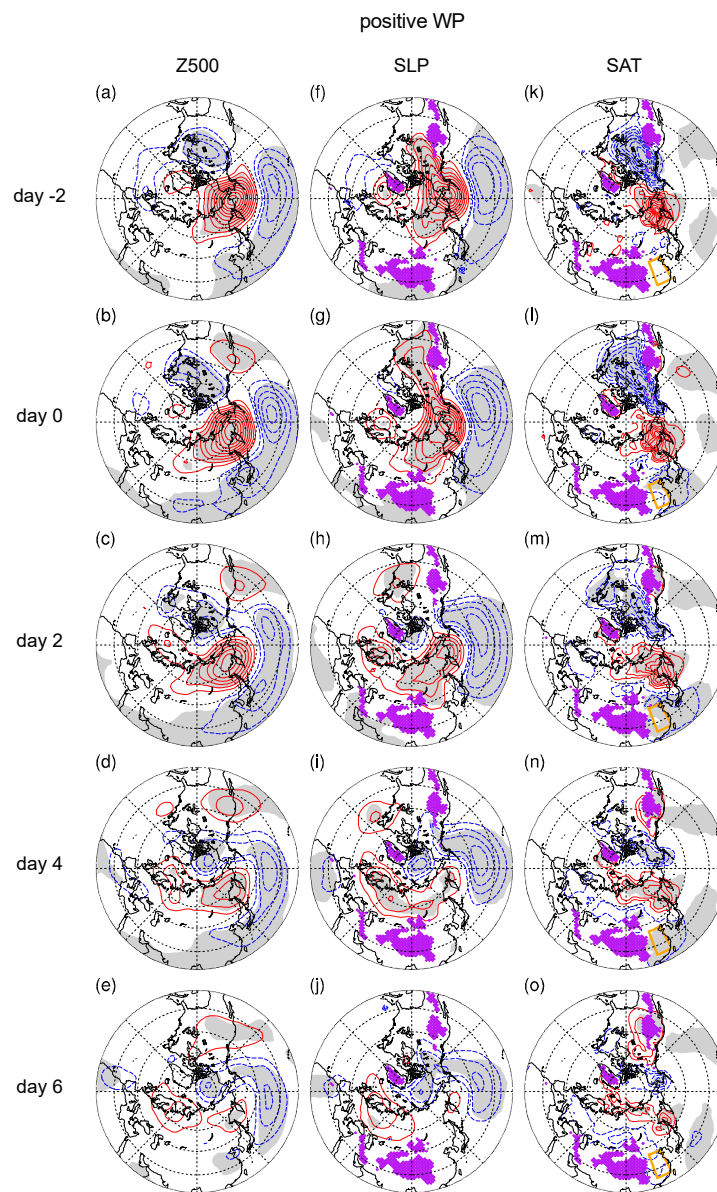 positive WP
Z500 SLP SAT
(a) (f) (k)
day -2
(b) (g) (l)
day 0
(c) (h) (m)
day 2
(d) (i) (n)
day 4
(e) (j) (o)
day 6